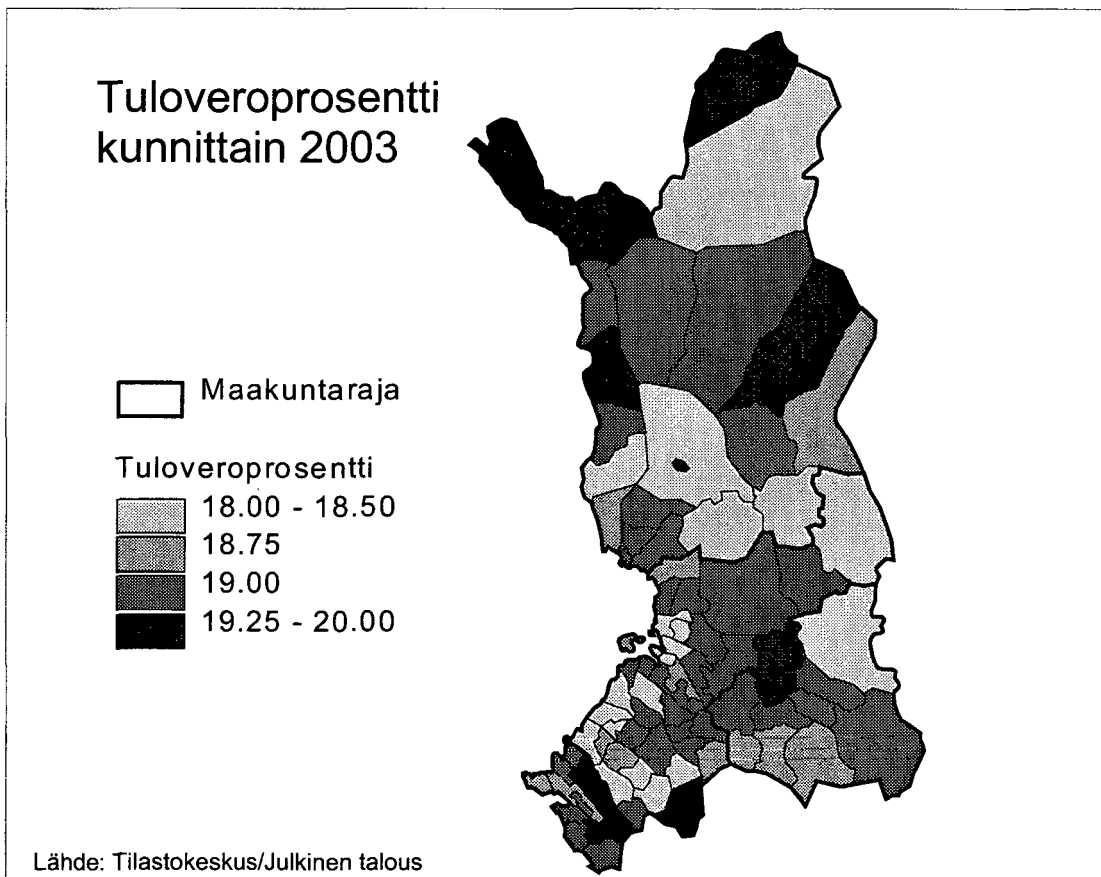 Tuloveroprosentti
kunnittain 2003
Maakuntaraja
Tuloveroprosentti
18.00 - 18.50
18.75
19.00
19.25 - 20.00
Lähde: Tilastokeskus/Julkinen talous